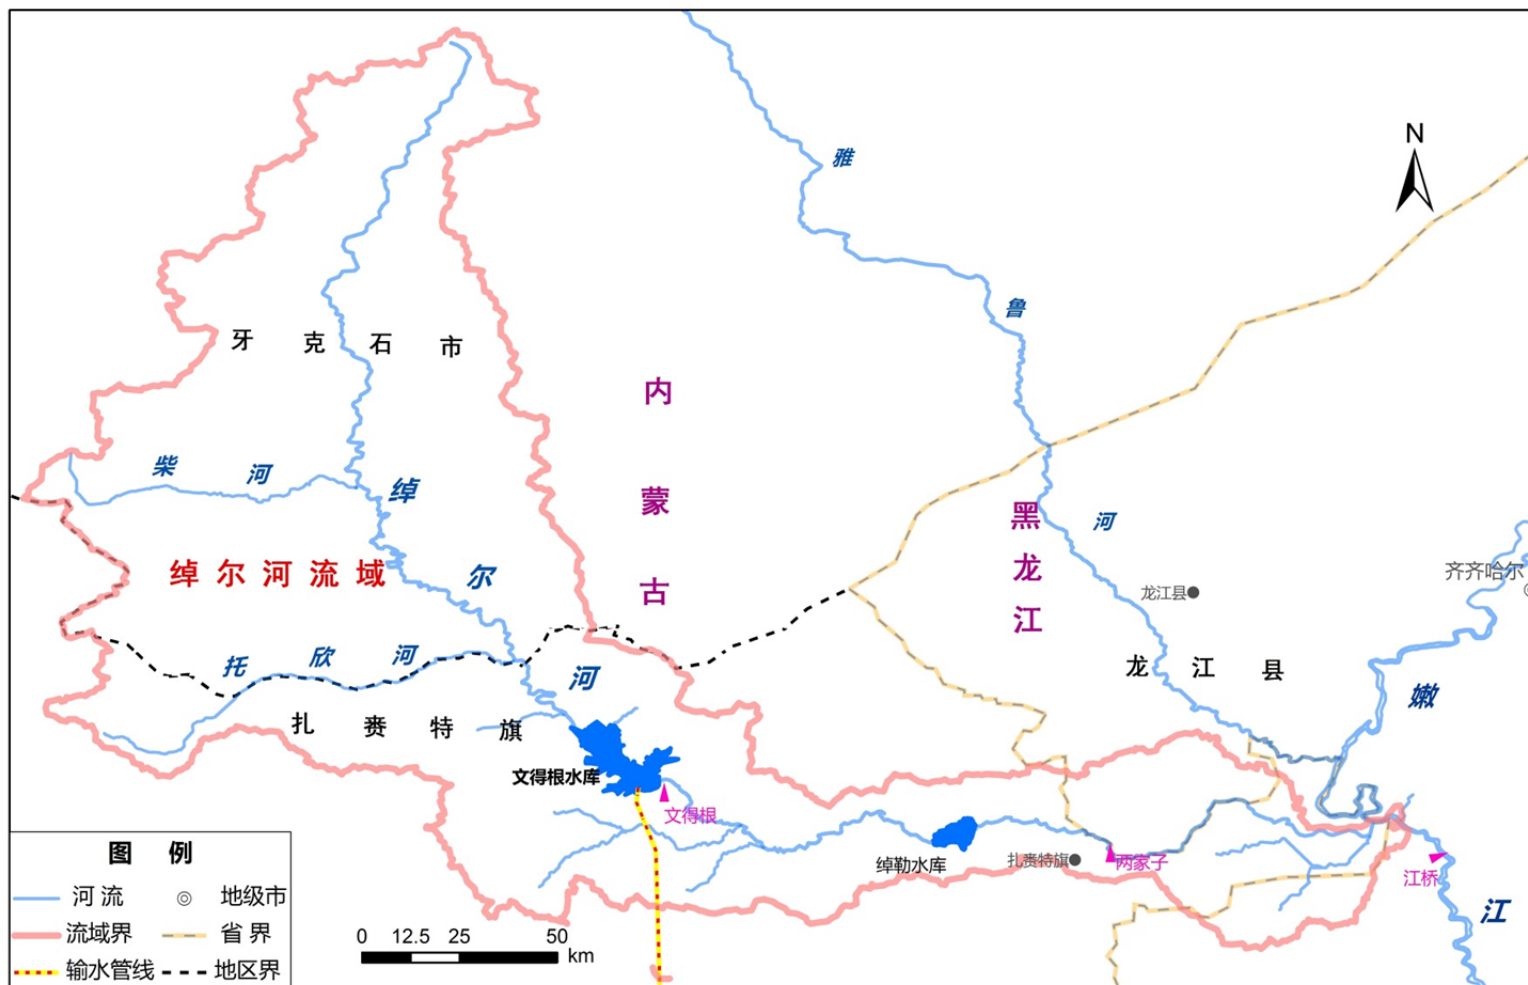 N
雅
鲁
河
牙克石市
内蒙古
黑龙江
柴河
绰尔河
绰尔河流域
托欣河
扎赉特旗
文得根水库
文得根
绰勒水库
扎赉特旗
两家子
江桥
龙江县
龙江县
齐齐哈尔
嫩江
图 例
河 流
地级市
流域界
省 界
输水管线
地区界
0 12.5 25 50
km